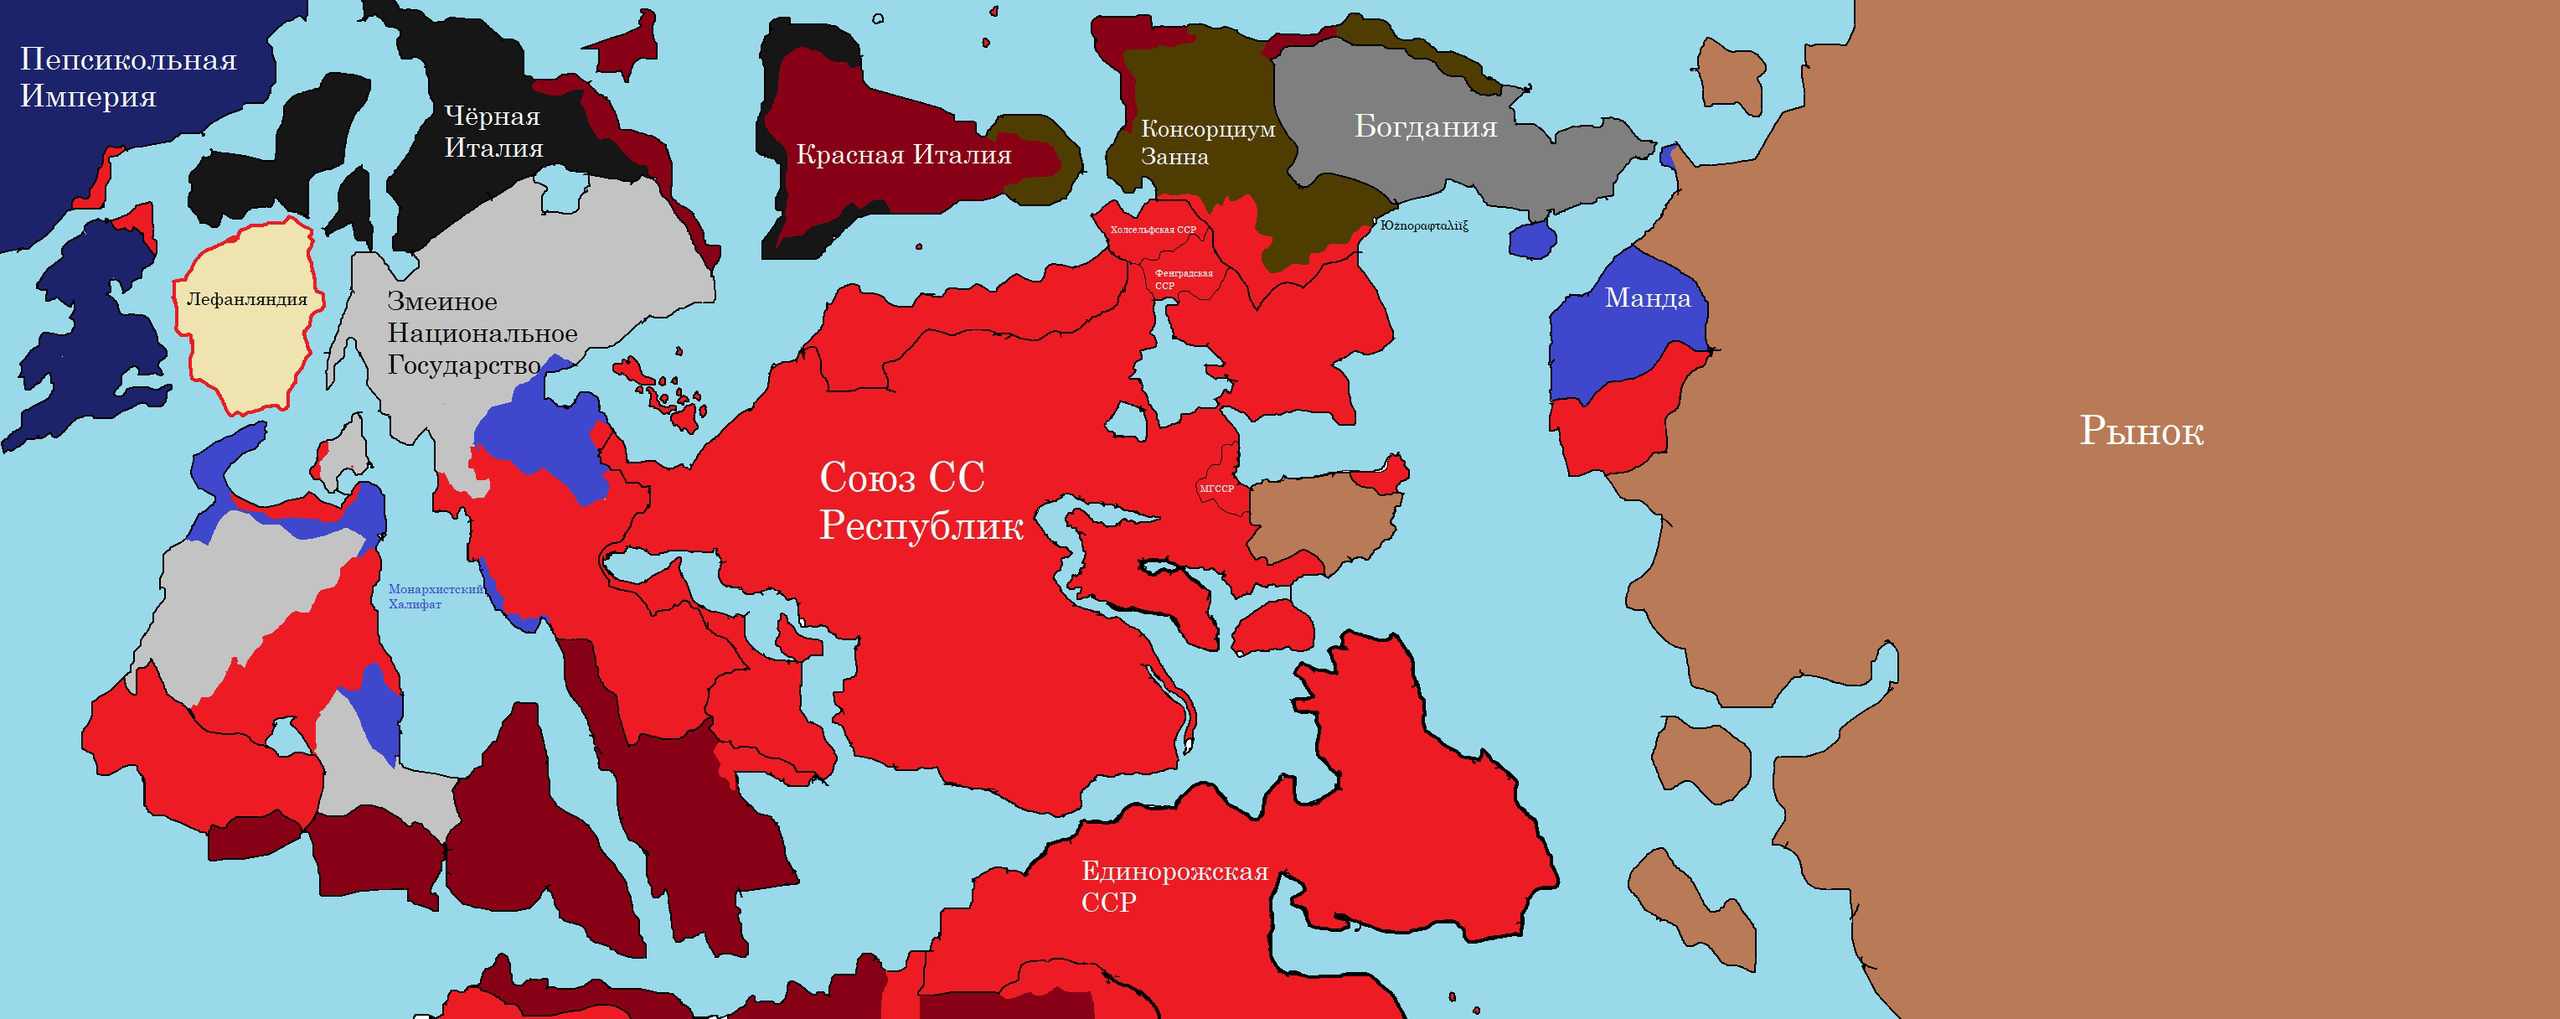 Пепсикольная
Империя
Чёрная
Италия
Красная Италия
Консорциум
Занна
Богдания
Холсельфская ССР
Фенградская
ССР
Лефанляндия
Змеиное
Национальное
Государство
Манда
Рынок
Союз СС
Республик
МГССР
Монархистский
Халифат
Единорожская
ССР